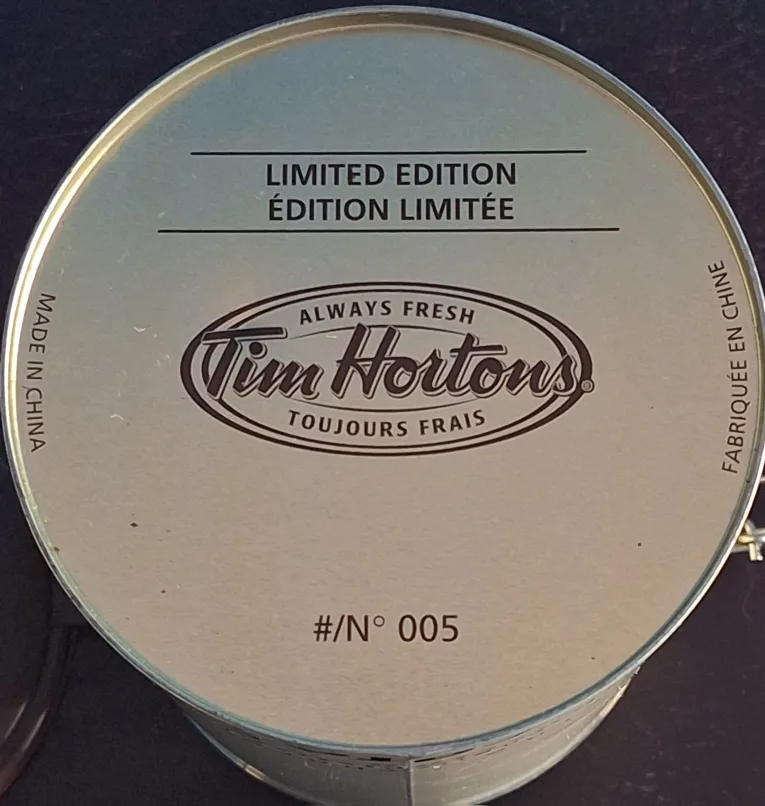 LIMITED EDITION
ÉDITION LIMITÉE
ALWAYS FRESH
Tim Hortons®
TOUJOURS FRAIS
MADE IN CHINA
FABRIQUÉE EN CHINE
#/N° 005